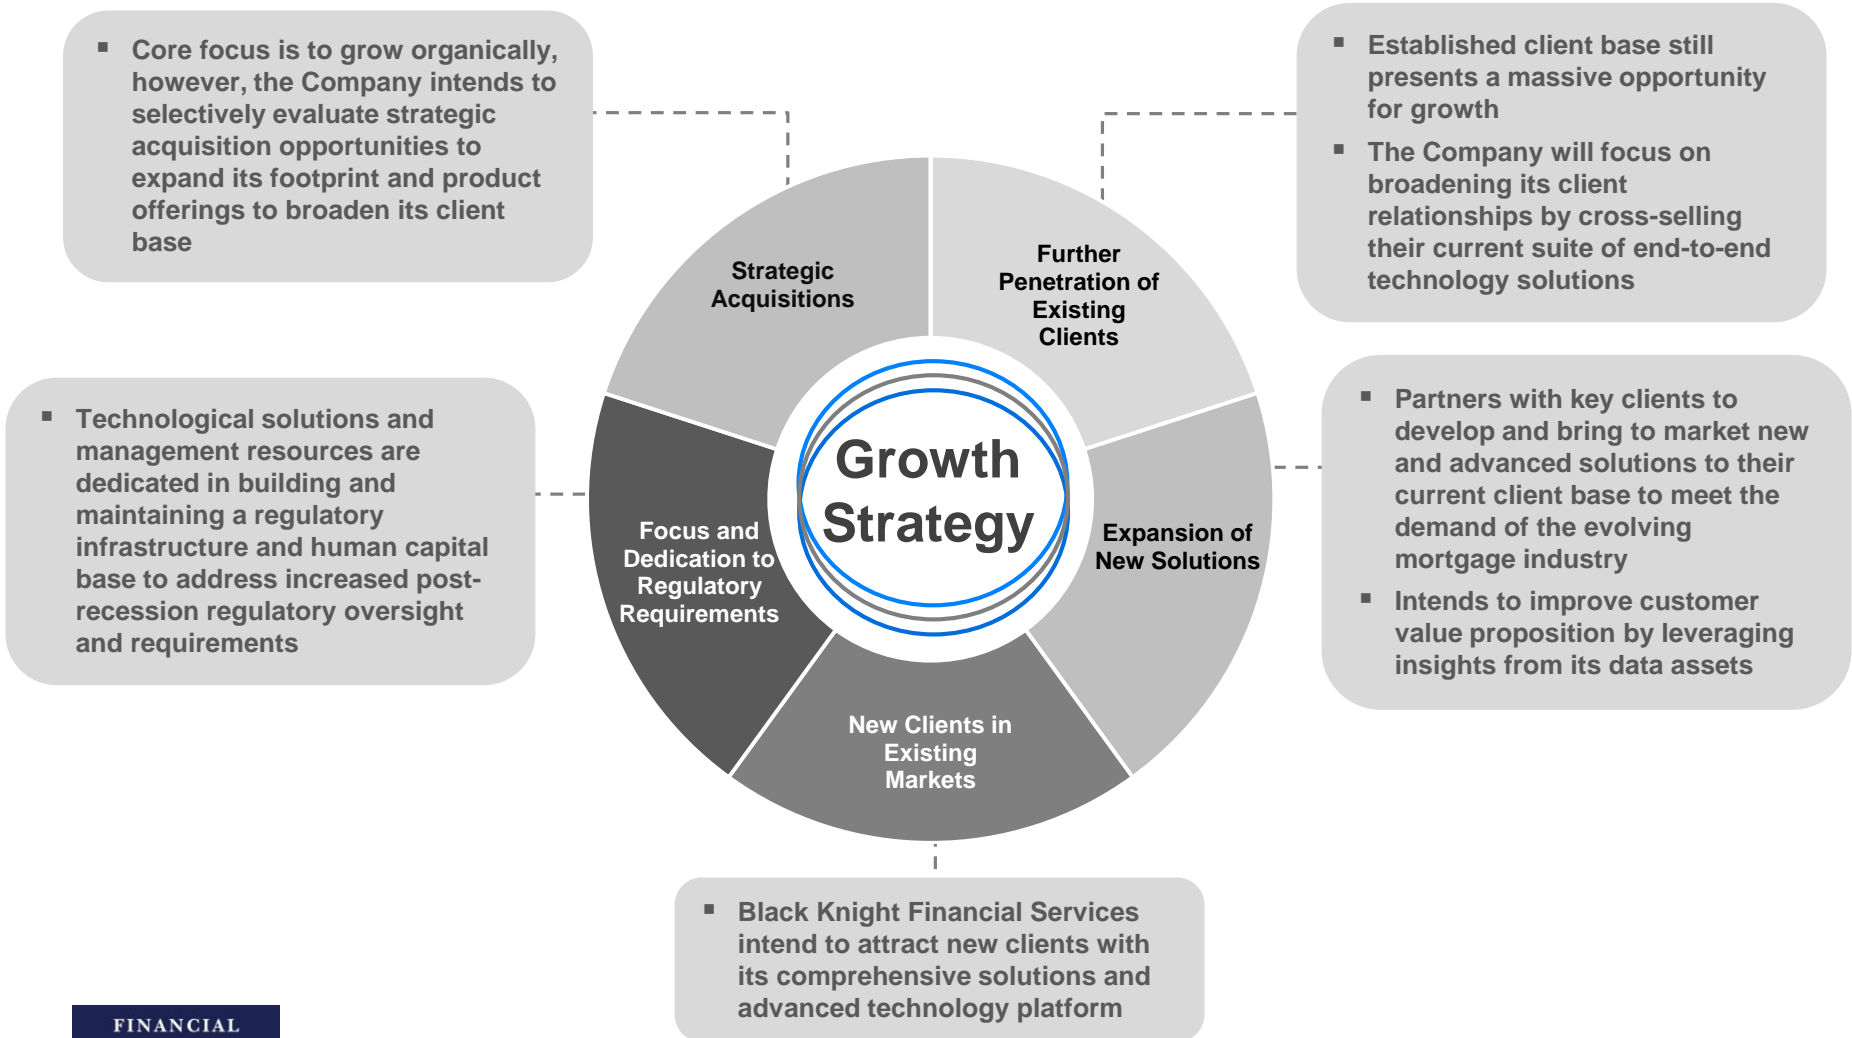 ▪ Core focus is to grow organically,
however, the Company intends to
selectively evaluate strategic
acquisition opportunities to
expand its footprint and product
offerings to broaden its client
base
▪ Established client base still
presents a massive opportunity
for growth
▪ The Company will focus on
broadening its client
relationships by cross-selling
their current suite of end-to-end
technology solutions
Strategic
Acquisitions
Further
Penetration of
Existing
Clients
▪ Technological solutions and
management resources are
dedicated in building and
maintaining a regulatory
infrastructure and human capital
base to address increased post-
recession regulatory oversight
and requirements
Focus and
Dedication to
Regulatory
Requirements
Growth
Strategy
Expansion of
New Solutions
▪ Partners with key clients to
develop and bring to market new
and advanced solutions to their
current client base to meet the
demand of the evolving
mortgage industry
▪ Intends to improve customer
value proposition by leveraging
insights from its data assets
New Clients in
Existing
Markets
▪ Black Knight Financial Services
intend to attract new clients with
its comprehensive solutions and
advanced technology platform
FINANCIAL